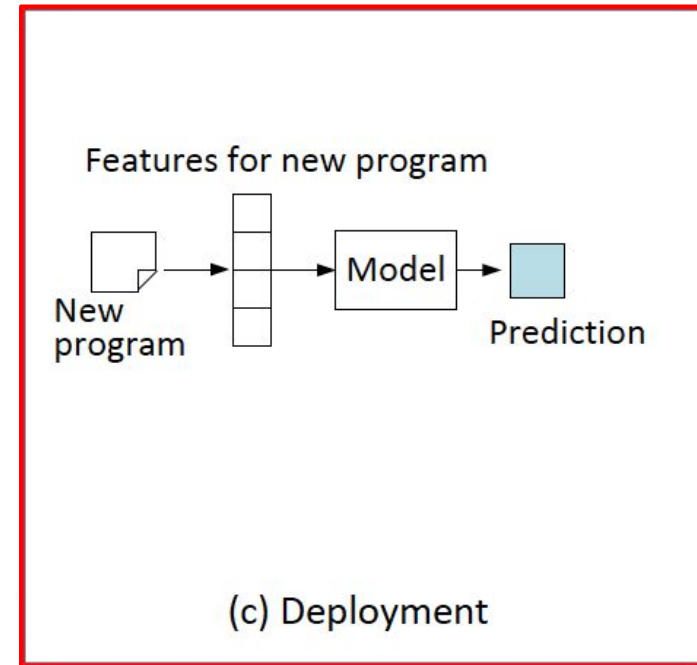 Features for new program
New
program
Model
Prediction
(c) Deployment